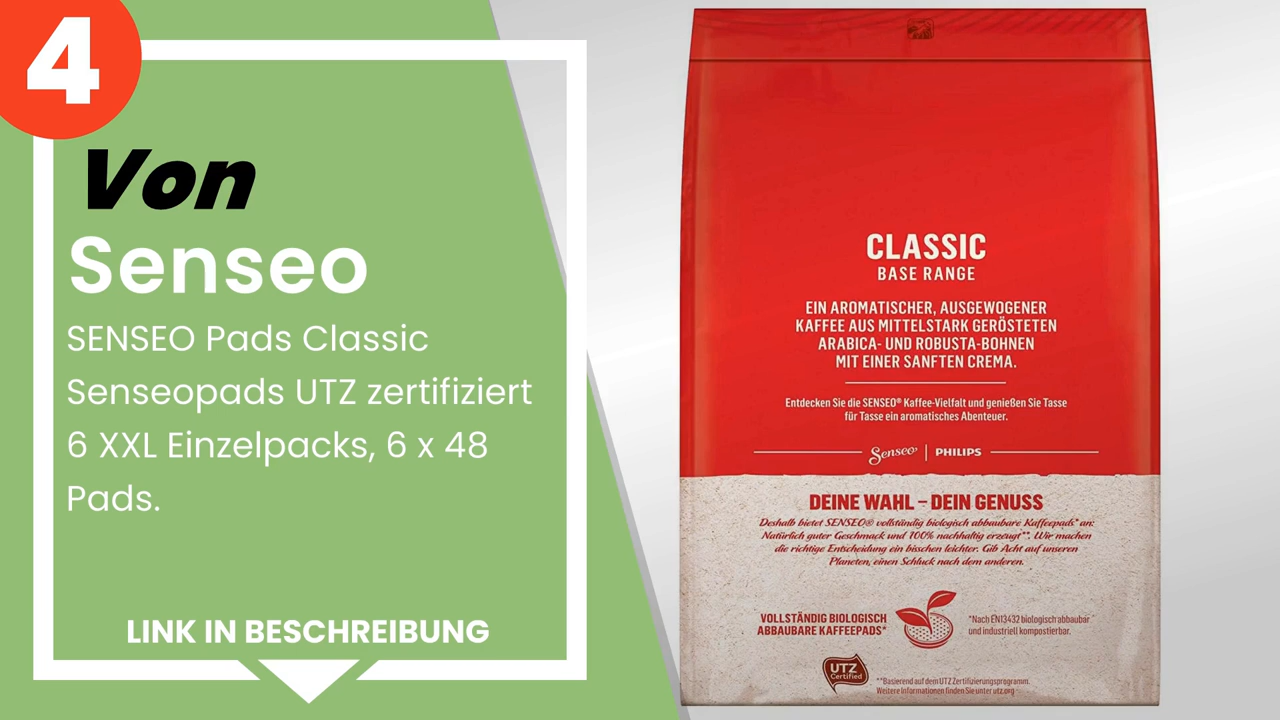 4
Von
Senseo
SENSEO Pads Classic
Senseopads UTZ zertifiziert
6 XXL Einzelpacks, 6 x 48
Pads.
LINK IN BESCHREIBUNG
CLASSIC
BASE RANGE
EIN AROMATISCHER, AUSGEWOGENER
KAFFEE AUS MITTELSTARK GERÖSTETEN
ARABICA- UND ROBUSTA-BOHNEN
MIT EINER SANFTEN CREMA.
Entdecken Sie die SENSEO® Kaffee-Vielfalt und genießen Sie Tasse
für Tasse ein aromatisches Abenteuer.
Senseo® | PHILIPS
DEINE WAHL – DEIN GENUSS
Deshalb bietet SENSEO® vollständig biologisch abbaubare Kaffeepads* an:
Natürlich guter Geschmack und 100% nachhaltig erzeugt**. Wir machen
die richtige Entscheidung ein bisschen leichter. Gib Acht auf unseren
Planeten, einen Schluck nach dem anderen.
VOLLSTÄNDIG BIOLOGISCH
ABBAUBARE KAFFEEPADS*
*Nach EN13432 biologisch abbaubar
und industriell kompostierbar.
UTZ
Certified
**Basierend auf dem UTZ Zertifizierungsprogramm.
Weitere Informationen finden Sie unter utz.org